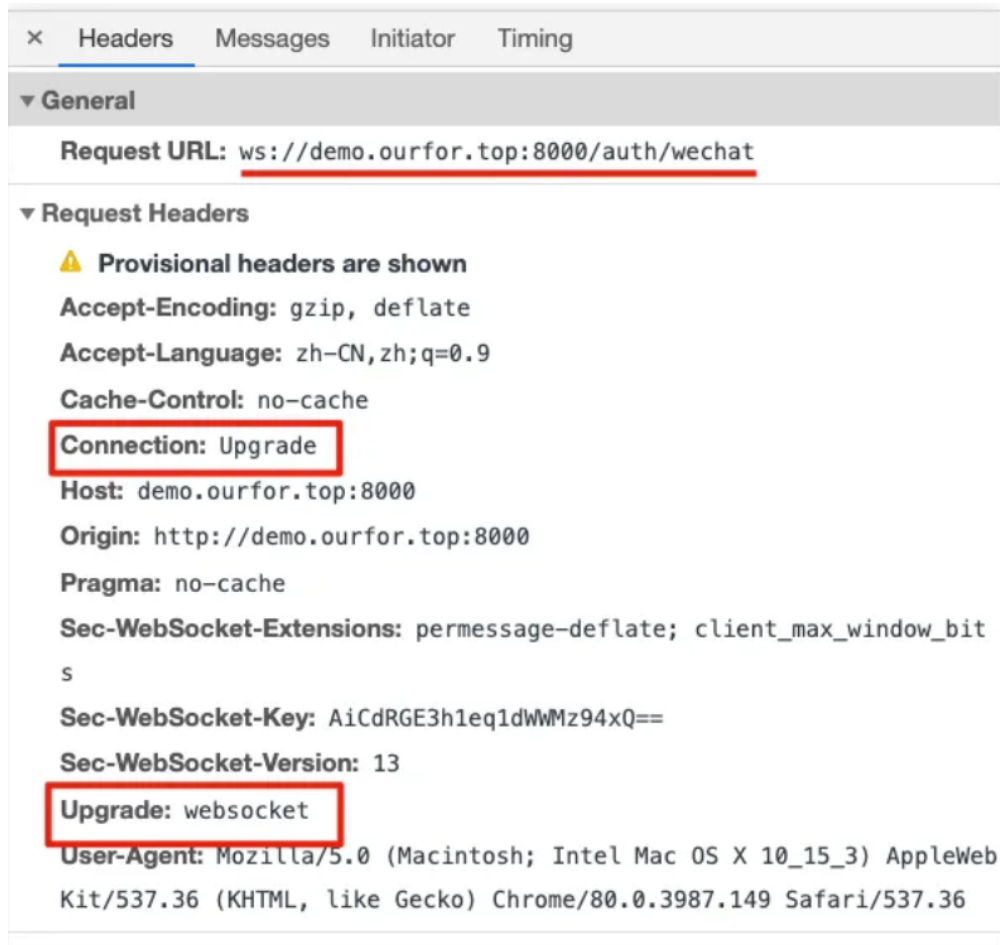 × Headers Messages Initiator Timing
▼ General
Request URL: ws://demo.ourfor.top:8000/auth/wechat
▼ Request Headers
Provisional headers are shown
Accept-Encoding: gzip, deflate
Accept-Language: zh-CN,zh;q=0.9
Cache-Control: no-cache
Connection: Upgrade
Host: demo.ourfor.top:8000
Origin: http://demo.ourfor.top:8000
Pragma: no-cache
Sec-WebSocket-Extensions: permessage-deflate; client_max_window_bit
s
Sec-WebSocket-Key: AiCdRGE3h1eq1dWWMz94xQ==
Sec-WebSocket-Version: 13
Upgrade: websocket
User-Agent: Mozilla/5.0 (Macintosh; Intel Mac OS X 10_15_3) AppleWeb
Kit/537.36 (KHTML, like Gecko) Chrome/80.0.3987.149 Safari/537.36